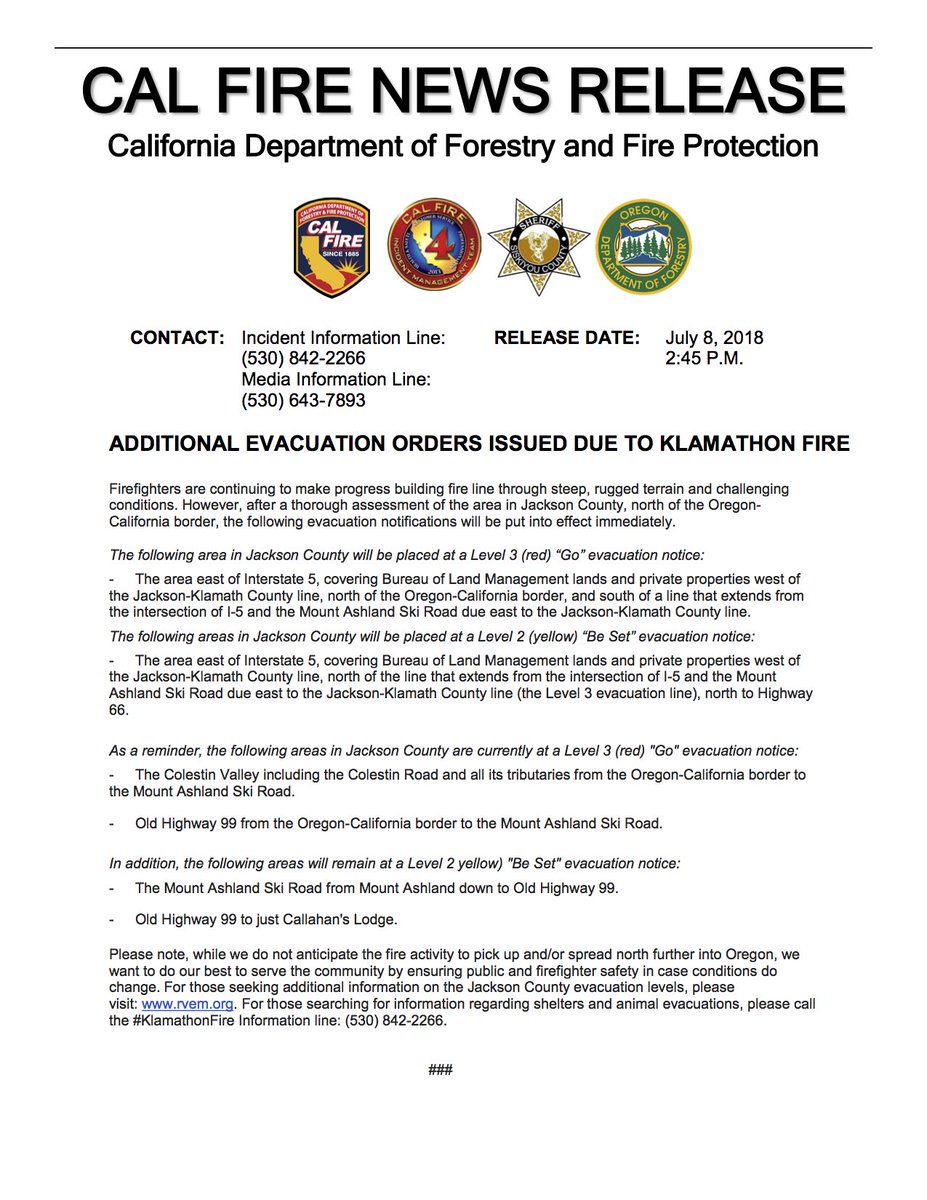 CAL FIRE NEWS RELEASE
California Department of Forestry and Fire Protection
CALIFORNIA DEPARTMENT OF
FORESTRY & FIRE PROTECTION
CAL
FIRE
SINCE 1885
CAL FIRE
4
2013
INCIDENT MANAGEMENT TEAM
SHERIFF
SISKIYOU COUNTY
OREGON
DEPARTMENT OF FORESTRY
CONTACT: Incident Information Line: RELEASE DATE: July 8, 2018
(530) 842-2266 2:45 P.M.
Media Information Line:
(530) 643-7893
ADDITIONAL EVACUATION ORDERS ISSUED DUE TO KLAMATHON FIRE
Firefighters are continuing to make progress building fire line through steep, rugged terrain and challenging
conditions. However, after a thorough assessment of the area in Jackson County, north of the Oregon-
California border, the following evacuation notifications will be put into effect immediately.
The following area in Jackson County will be placed at a Level 3 (red) “Go” evacuation notice:
- The area east of Interstate 5, covering Bureau of Land Management lands and private properties west of
the Jackson-Klamath County line, north of the Oregon-California border, and south of a line that extends from
the intersection of I-5 and the Mount Ashland Ski Road due east to the Jackson-Klamath County line.
The following areas in Jackson County will be placed at a Level 2 (yellow) “Be Set” evacuation notice:
- The area east of Interstate 5, covering Bureau of Land Management lands and private properties west of
the Jackson-Klamath County line, north of the line that extends from the intersection of I-5 and the Mount
Ashland Ski Road due east to the Jackson-Klamath County line (the Level 3 evacuation line), north to Highway
66.
As a reminder, the following areas in Jackson County are currently at a Level 3 (red) "Go" evacuation notice:
- The Colestin Valley including the Colestin Road and all its tributaries from the Oregon-California border to
the Mount Ashland Ski Road.
- Old Highway 99 from the Oregon-California border to the Mount Ashland Ski Road.
In addition, the following areas will remain at a Level 2 yellow) "Be Set" evacuation notice:
- The Mount Ashland Ski Road from Mount Ashland down to Old Highway 99.
- Old Highway 99 to just Callahan's Lodge.
Please note, while we do not anticipate the fire activity to pick up and/or spread north further into Oregon, we
want to do our best to serve the community by ensuring public and firefighter safety in case conditions do
change. For those seeking additional information on the Jackson County evacuation levels, please
visit: www.rvem.org. For those searching for information regarding shelters and animal evacuations, please call
the #KlamathonFire Information line: (530) 842-2266.
###